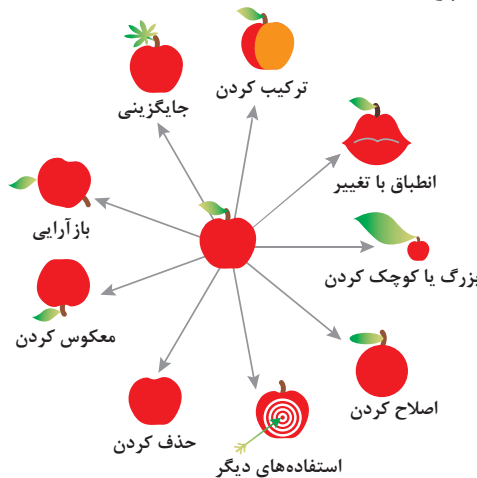 ترکیب کردن
جایگزینی
انطباق با تغییر
بازآرایی
بزرگ یا کوچک کردن
معکوس کردن
اصلاح کردن
حذف کردن
استفاده‌های دیگر